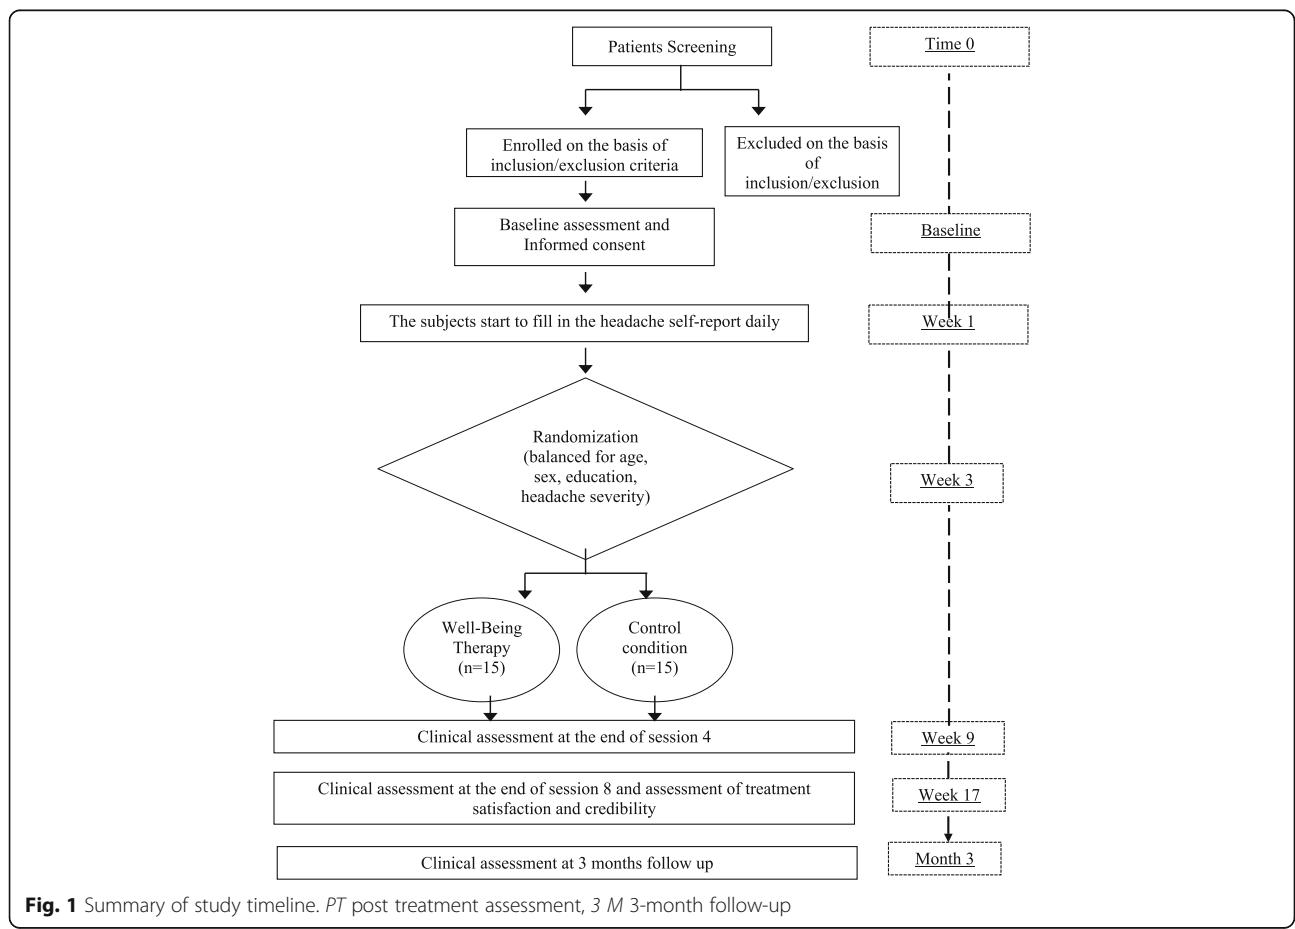 Patients Screening
Time 0
Enrolled on the basis of
inclusion/exclusion criteria
Excluded on the basis
of
inclusion/exclusion
Baseline assessment and
Informed consent
Baseline
The subjects start to fill in the headache self-report daily
Week 1
Randomization
(balanced for age,
sex, education,
headache severity)
Week 3
Well-Being
Therapy
(n=15)
Control
condition
(n=15)
Clinical assessment at the end of session 4
Week 9
Clinical assessment at the end of session 8 and assessment of treatment
satisfaction and credibility
Week 17
Clinical assessment at 3 months follow up
Month 3
Fig. 1 Summary of study timeline. PT post treatment assessment, 3 M 3-month follow-up